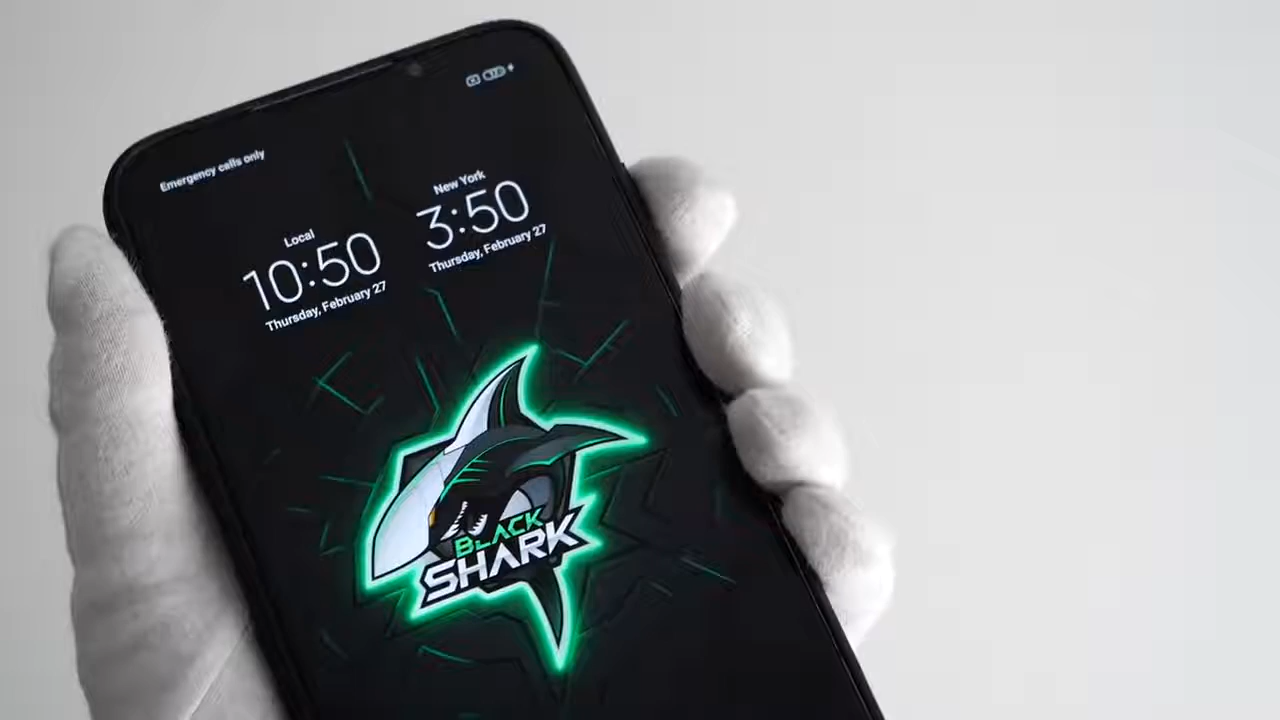 Emergency calls only
Local
10:50
Thursday, February 27
New York
3:50
Thursday, February 27
BLACK
SHARK